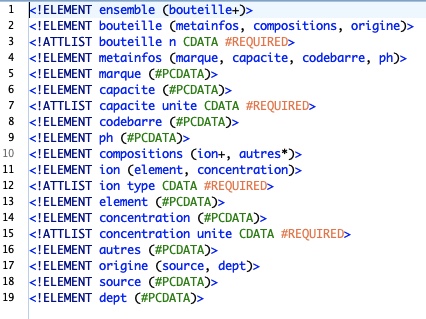 1 <!ELEMENT ensemble (bouteille+)>
2 <!ELEMENT bouteille (metainfos, compositions, origine)>
3 <!ATTLIST bouteille n CDATA #REQUIRED>
4 <!ELEMENT metainfos (marque, capacite, codebarre, ph)>
5 <!ELEMENT marque (#PCDATA)>
6 <!ELEMENT capacite (#PCDATA)>
7 <!ATTLIST capacite unite CDATA #REQUIRED>
8 <!ELEMENT codebarre (#PCDATA)>
9 <!ELEMENT ph (#PCDATA)>
10 <!ELEMENT compositions (ion+, autres*)>
11 <!ELEMENT ion (element, concentration)>
12 <!ATTLIST ion type CDATA #REQUIRED>
13 <!ELEMENT element (#PCDATA)>
14 <!ELEMENT concentration (#PCDATA)>
15 <!ATTLIST concentration unite CDATA #REQUIRED>
16 <!ELEMENT autres (#PCDATA)>
17 <!ELEMENT origine (source, dept)>
18 <!ELEMENT source (#PCDATA)>
19 <!ELEMENT dept (#PCDATA)>